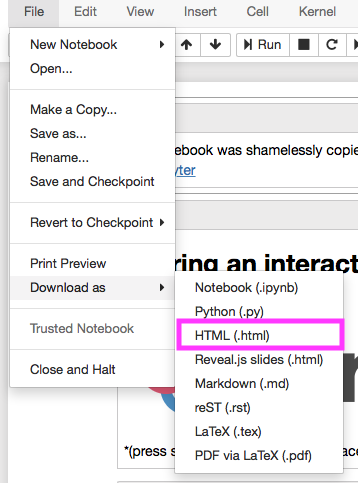 File Edit View Insert Cell Kernel
New Notebook
Open...
Run
Make a Copy...
Save as...
Rename...
Save and Checkpoint
ebook was shamelessly copie
yter
Revert to Checkpoint
Print Preview
ring an interact
Download as
Notebook (.ipynb)
Python (.py)
Trusted Notebook
HTML (.html)
Reveal.js slides (.html)
Close and Halt
Markdown (.md)
reST (.rst)
LaTeX (.tex)
*(press s
ace
PDF via LaTeX (.pdf)